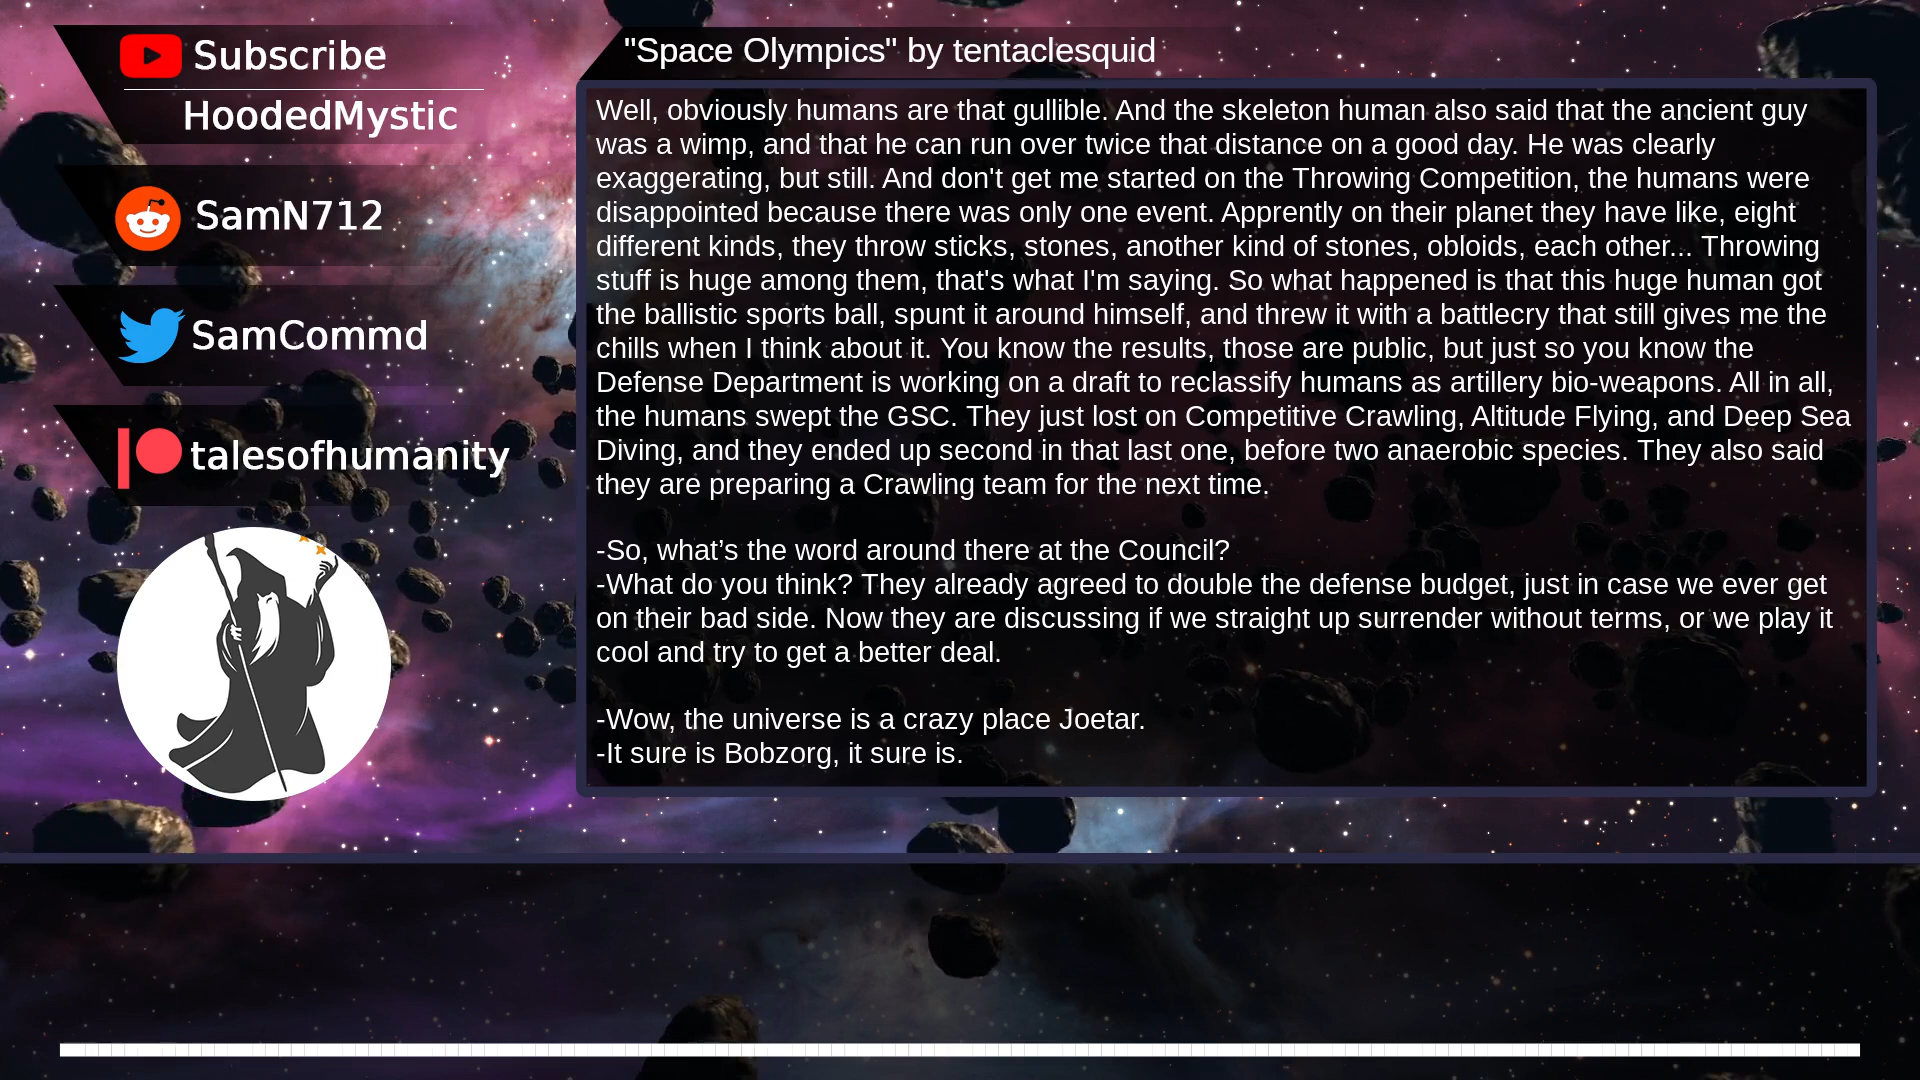 Subscribe
HoodedMystic
SamN712
SamCommd
talesofhumanity
"Space Olympics" by tentaclesquid
Well, obviously humans are that gullible. And the skeleton human also said that the ancient guy
was a wimp, and that he can run over twice that distance on a good day. He was clearly
exaggerating, but still. And don't get me started on the Throwing Competition, the humans were
disappointed because there was only one event. Apprently on their planet they have like, eight
different kinds, they throw sticks, stones, another kind of stones, obloids, each other... Throwing
stuff is huge among them, that's what I'm saying. So what happened is that this huge human got
the ballistic sports ball, spunt it around himself, and threw it with a battlecry that still gives me the
chills when I think about it. You know the results, those are public, but just so you know the
Defense Department is working on a draft to reclassify humans as artillery bio-weapons. All in all,
the humans swept the GSC. They just lost on Competitive Crawling, Altitude Flying, and Deep Sea
Diving, and they ended up second in that last one, before two anaerobic species. They also said
they are preparing a Crawling team for the next time.
-So, what’s the word around there at the Council?
-What do you think? They already agreed to double the defense budget, just in case we ever get
on their bad side. Now they are discussing if we straight up surrender without terms, or we play it
cool and try to get a better deal.
-Wow, the universe is a crazy place Joetar.
-It sure is Bobzorg, it sure is.